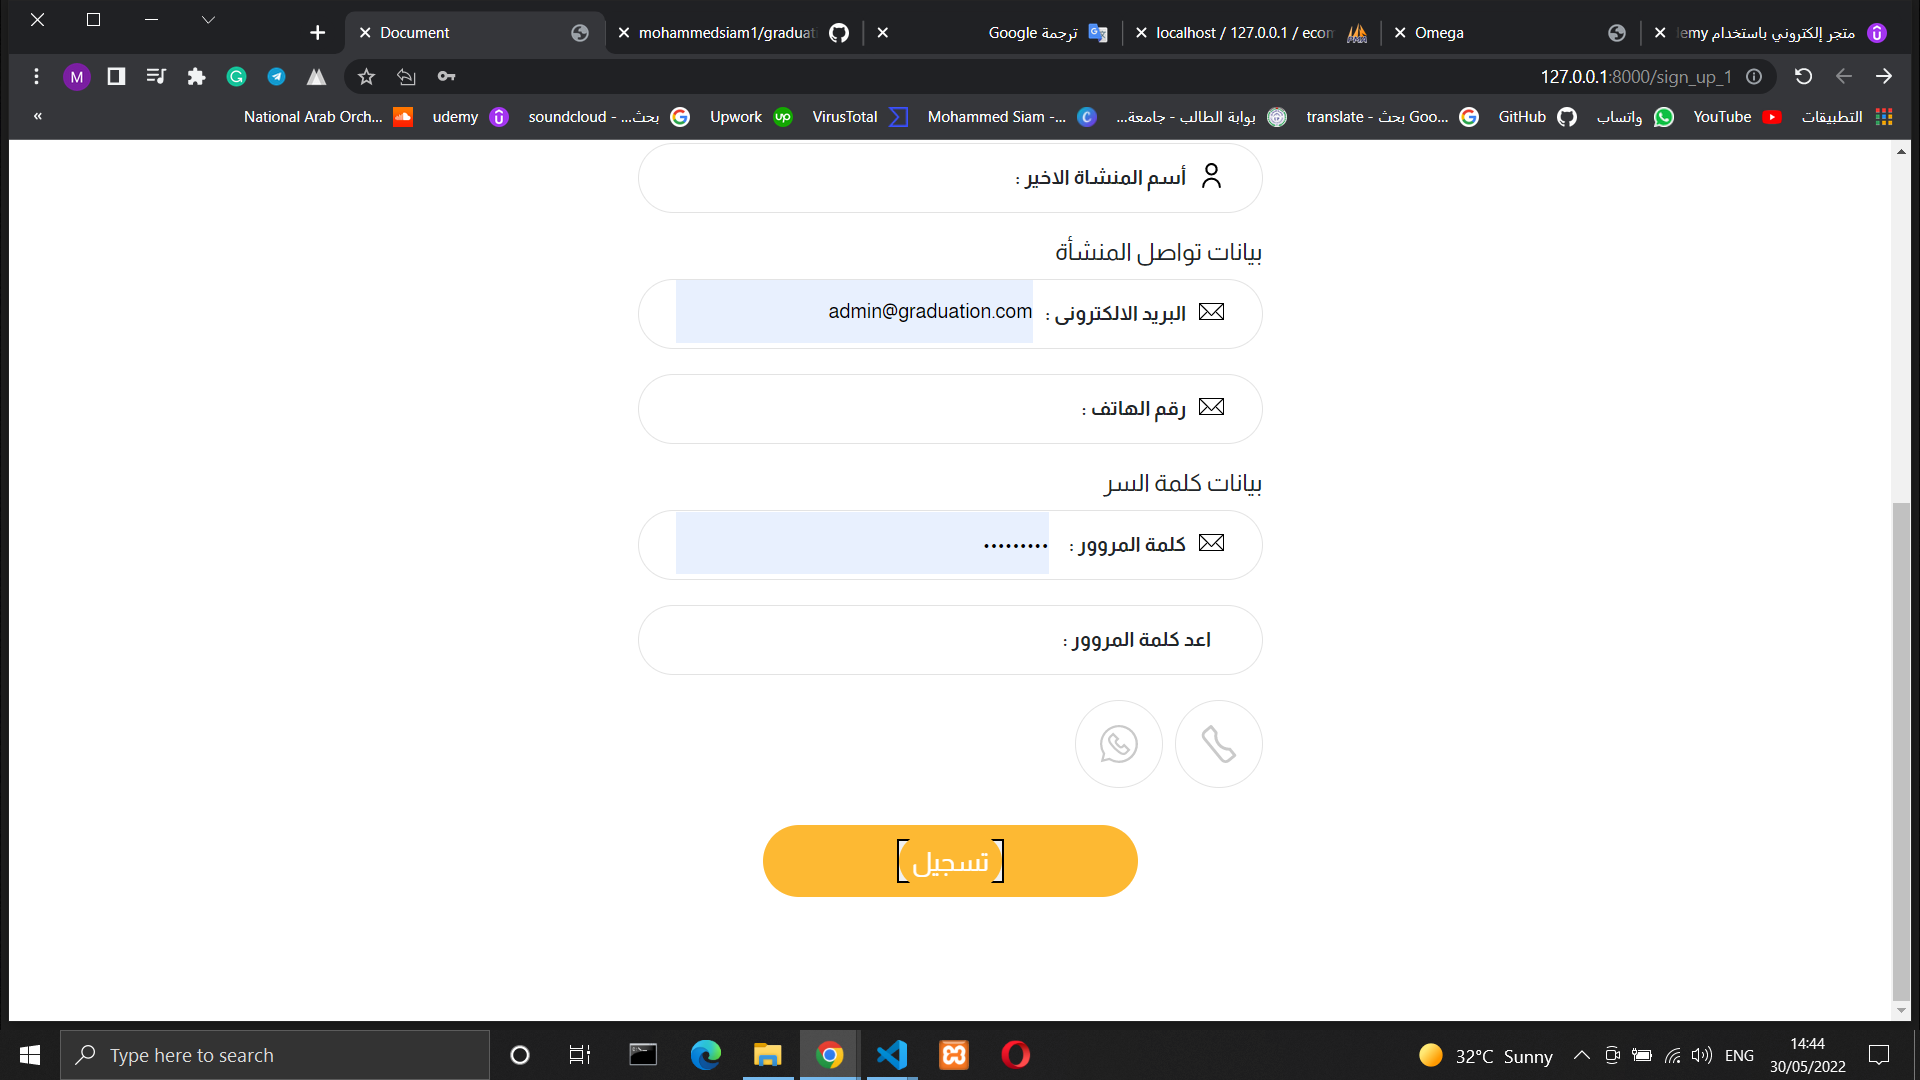 Document
mohammedsiam1/graduat
ترجمة Google
localhost / 127.0.0.1 / econ
Omega
متجر إلكتروني باستخدام lemy
M
127.0.0.1:8000/sign_up_1
التطبيقات
YouTube
واتساب
GitHub
translate - بحث Goo...
بوابة الطالب - جامعة...
Mohammed Siam -...
VirusTotal
Upwork
soundcloud - بحث...
udemy
National Arab Orch...
«
أسم المنشاة الاخير :
بيانات تواصل المنشأة
البريد الالكترونى :
admin@graduation.com
رقم الهاتف :
بيانات كلمة السر
كلمة المروور :
•••••••••
اعد كلمة المروور :
تسجيل
Type here to search
32°C Sunny
ENG
14:44
30/05/2022